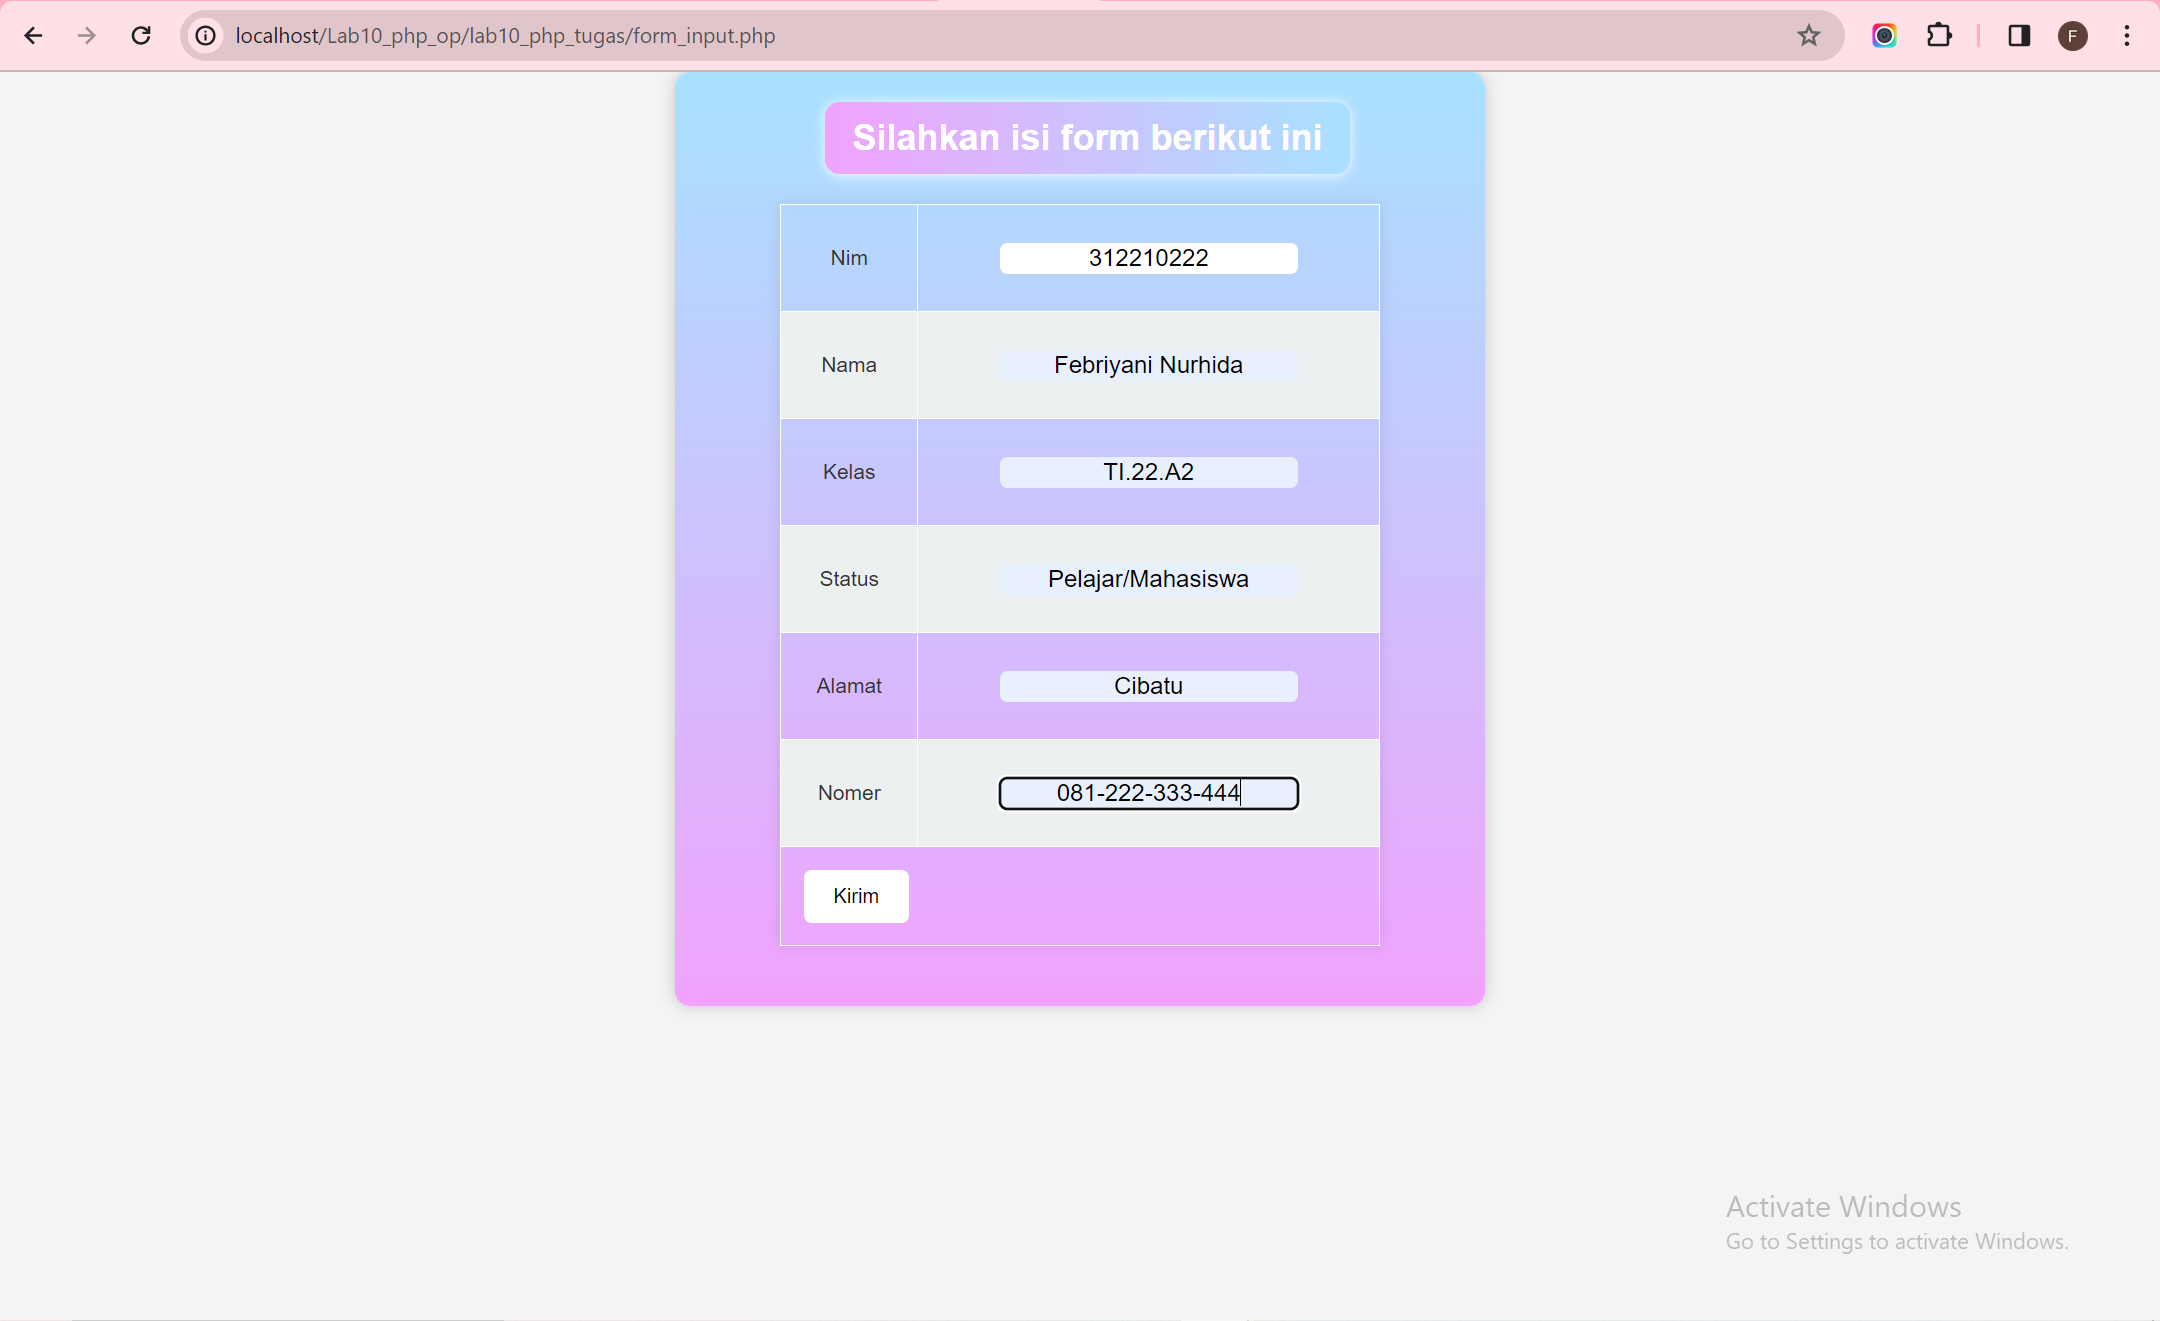 localhost/Lab10_php_op/lab10_php_tugas/form_input.php
F
Silahkan isi form berikut ini
Nim 312210222
Nama Febriyani Nurhida
Kelas TI.22.A2
Status Pelajar/Mahasiswa
Alamat Cibatu
Nomer 081-222-333-444
Kirim
Activate Windows
Go to Settings to activate Windows.